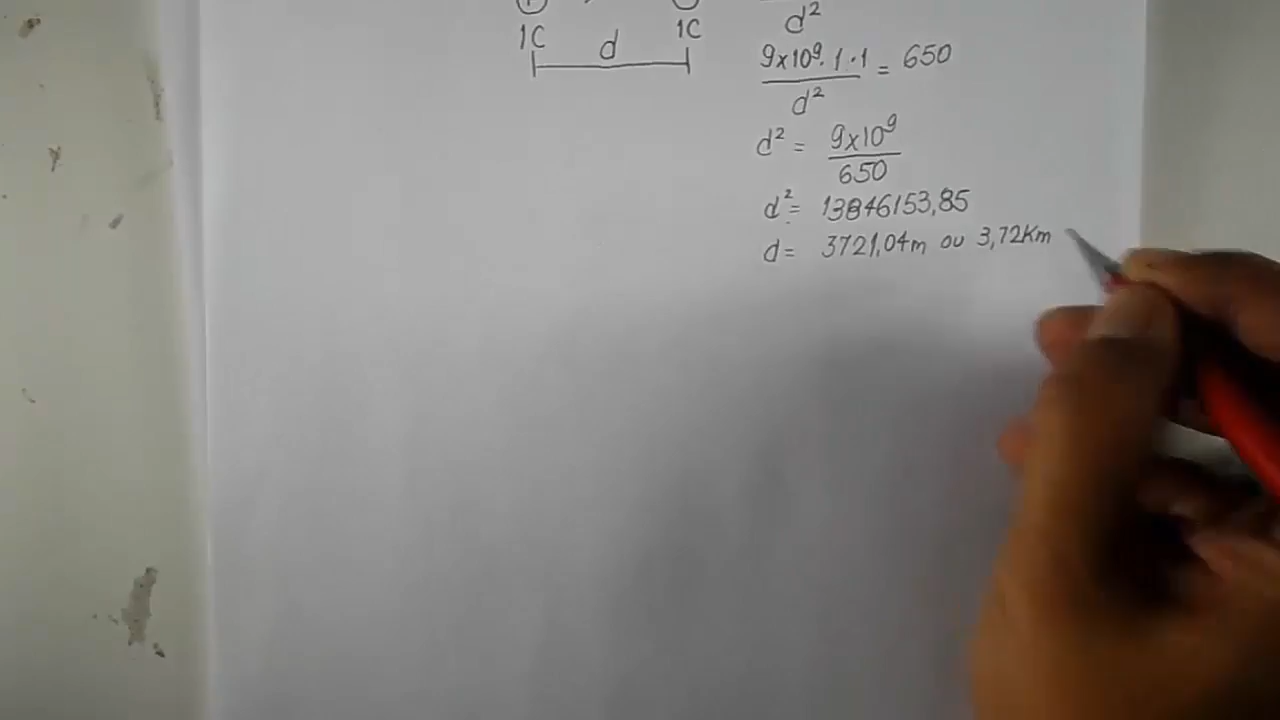 1C 1C
d
d²
9x10⁹. 1 . 1 = 650
d²
d² = 9x10⁹
650
d² = 13846153,85
d = 3721,04m ou 3,72Km